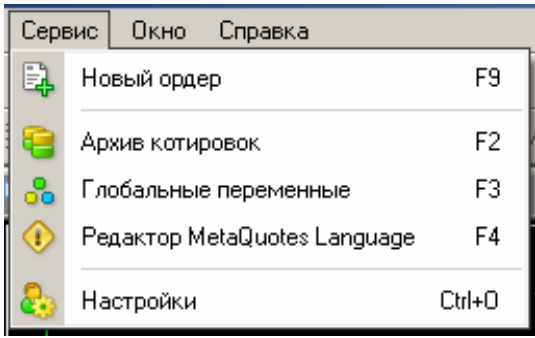 Сервис Окно Справка
Новый ордер F9
Архив котировок F2
Глобальные переменные F3
Редактор MetaQuotes Language F4
Настройки Ctrl+O